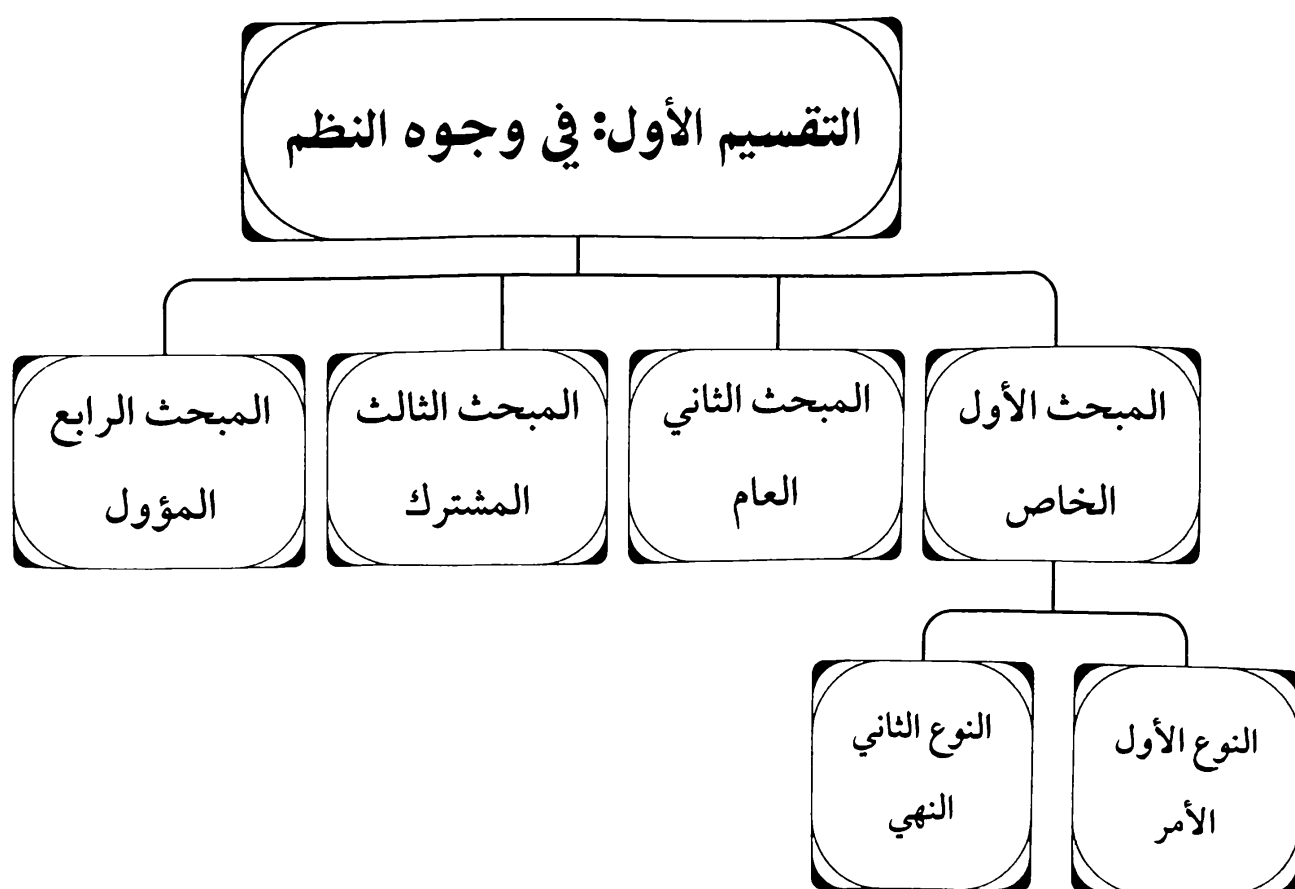 التقسيم الأول: في وجوه النظم
المبحث الأول
الخاص
المبحث الثاني
العام
المبحث الثالث
المشترك
المبحث الرابع
المؤول
النوع الأول
الأمر
النوع الثاني
النهي